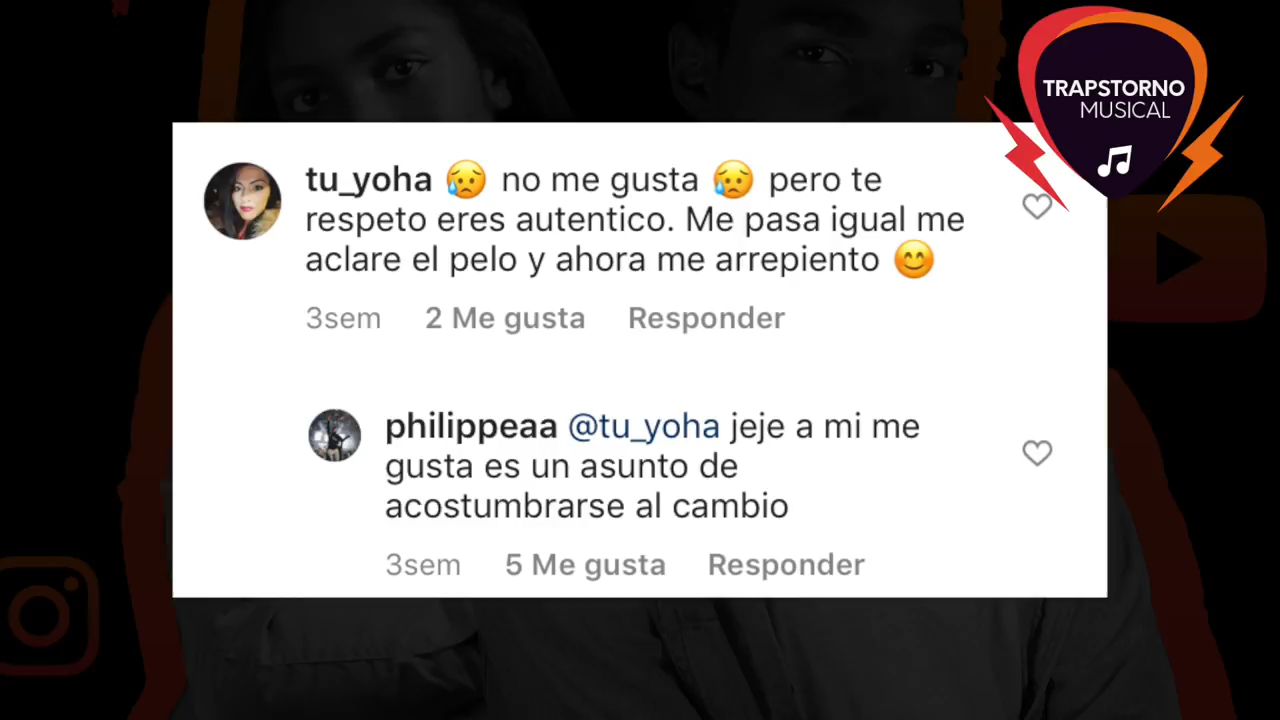 TRAPSTORNO
MUSICAL
tu_yoha 😥 no me gusta 😥 pero te
respeto eres autentico. Me pasa igual me
aclare el pelo y ahora me arrepiento 😊
3sem 2 Me gusta Responder
philippeaa @tu_yoha jeje a mi me
gusta es un asunto de
acostumbrarse al cambio
3sem 5 Me gusta Responder